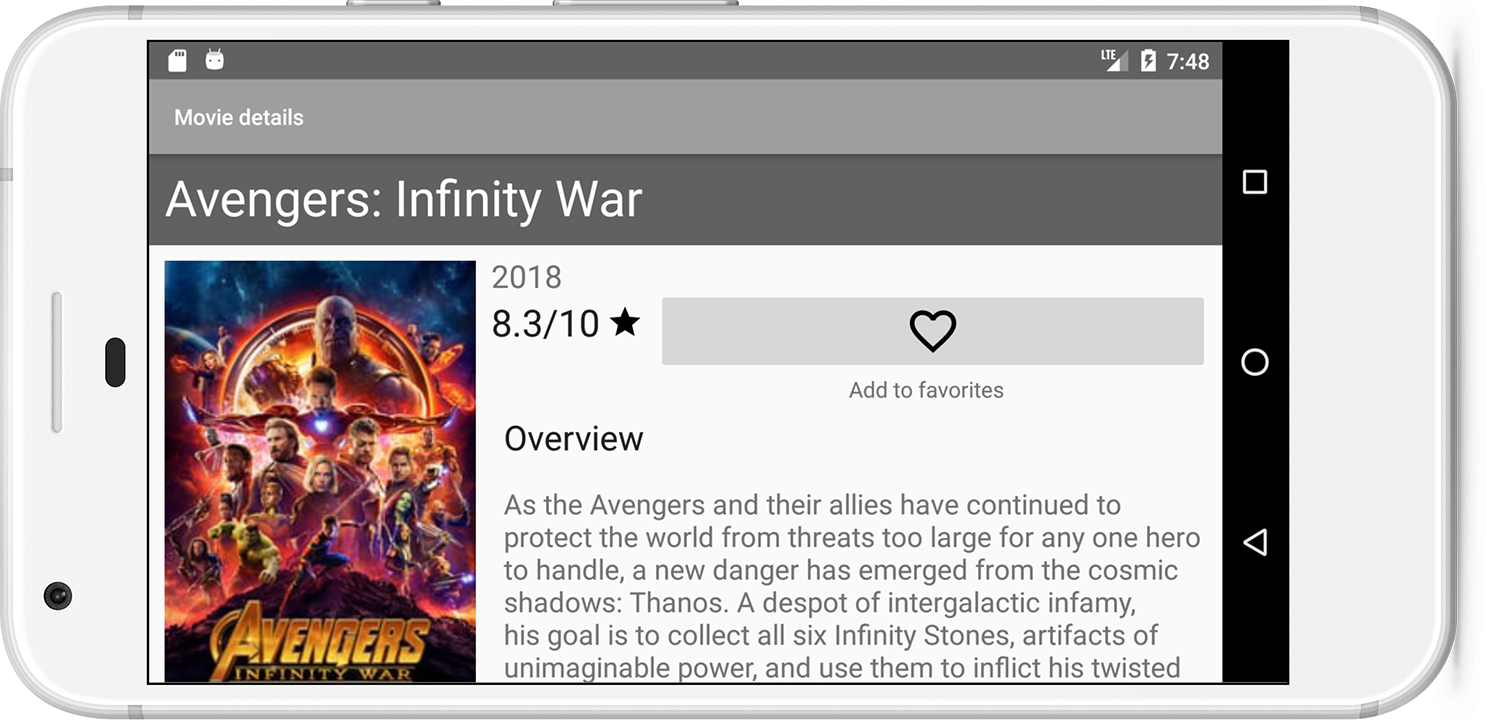 LTE 7:48
Movie details
Avengers: Infinity War
2018
8.3/10
Add to favorites
Overview
As the Avengers and their allies have continued to
protect the world from threats too large for any one hero
to handle, a new danger has emerged from the cosmic
shadows: Thanos. A despot of intergalactic infamy,
his goal is to collect all six Infinity Stones, artifacts of
unimaginable power, and use them to inflict his twisted
AVENGERS
INFINITY WAR